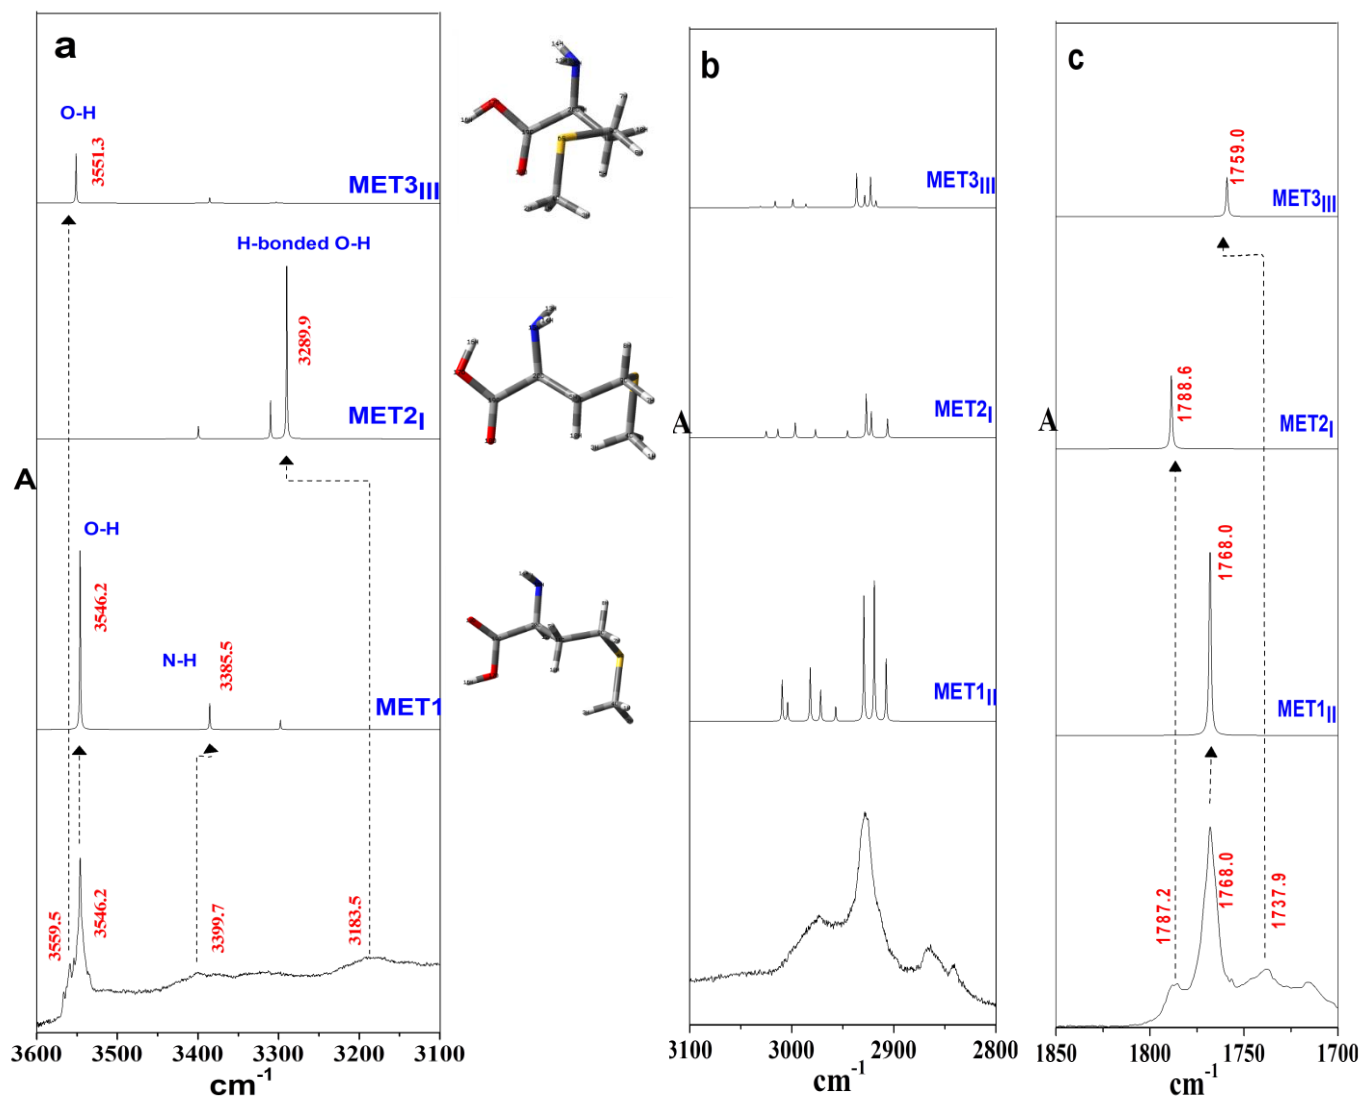 a
O-H
3551.3
MET3III
H-bonded O-H
3289.9
MET2I
A
O-H
3546.2
N-H
3385.5
MET1
3559.5
3546.2
3399.7
3183.5
3600 3500 3400 3300 3200 3100
cm-1
b
MET3III
A
MET2I
MET1II
3100 3000 2900 2800
cm-1
c
1759.0
MET3III
1788.6
A
MET2I
1768.0
MET1II
1787.2
1768.0
1737.9
1850 1800 1750 1700
cm-1